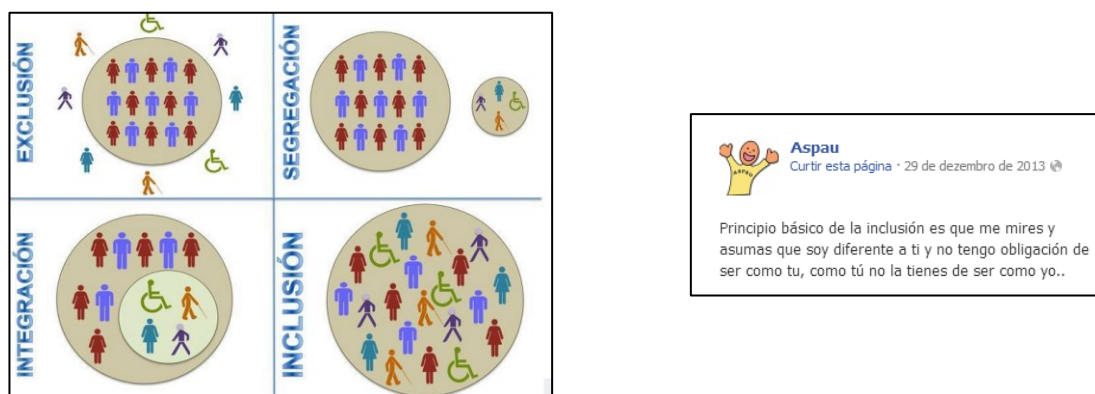 EXCLUSIÓN
SEGREGACIÓN
INTEGRACIÓN
INCLUSIÓN
ASPAU
Aspau
Curtir esta página · 29 de dezembro de 2013
Principio básico de la inclusión es que me mires y
asumas que soy diferente a ti y no tengo obligación de
ser como tu, como tú no la tienes de ser como yo..